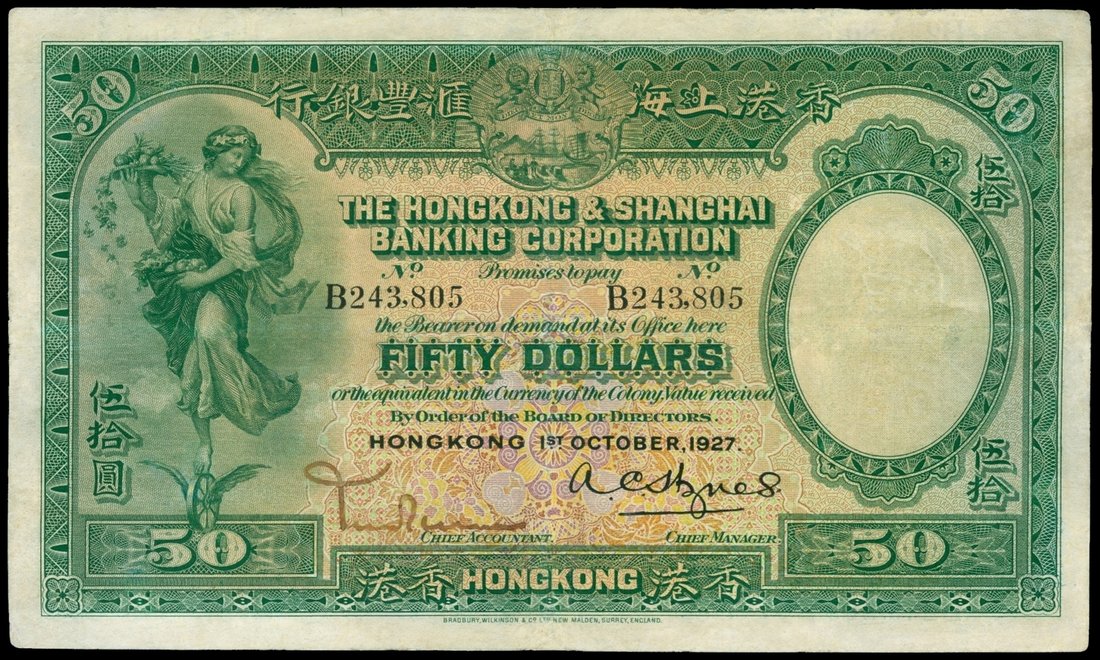 50 50
香港上海滙豐銀行
THE HONGKONG & SHANGHAI
BANKING CORPORATION
Nº Promises to pay Nº
B243,805 B243,805
the Bearer on demand at its Office here
FIFTY DOLLARS
or the equivalent in the Currency of the Colony, Value received
By Order of the BOARD OF DIRECTORS.
HONGKONG 1ST OCTOBER, 1927.
A. C. Hynes
CHIEF ACCOUNTANT. CHIEF MANAGER.
伍拾圓
伍拾
伍拾
50 50
香港 HONGKONG 香港
BRADBURY, WILKINSON & Cº LTD NEW MALDEN, SURREY, ENGLAND.